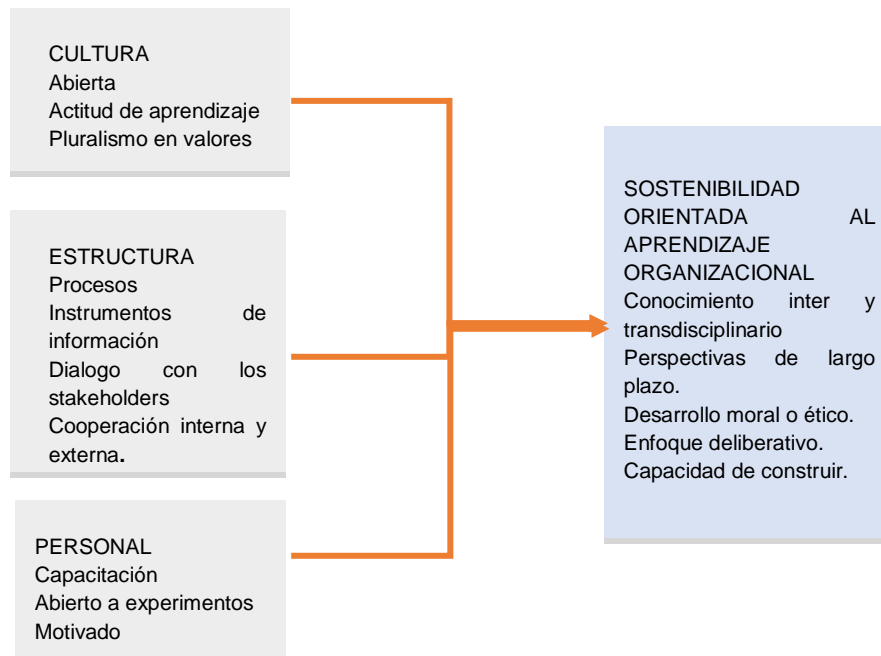 CULTURA
Abierta
Actitud de aprendizaje
Pluralismo en valores
ESTRUCTURA
Procesos
Instrumentos de
información
Dialogo con los
stakeholders
Cooperación interna y
externa.
PERSONAL
Capacitación
Abierto a experimentos
Motivado
SOSTENIBILIDAD
ORIENTADA AL
APRENDIZAJE
ORGANIZACIONAL
Conocimiento inter y
transdisciplinario
Perspectivas de largo
plazo.
Desarrollo moral o ético.
Enfoque deliberativo.
Capacidad de construir.